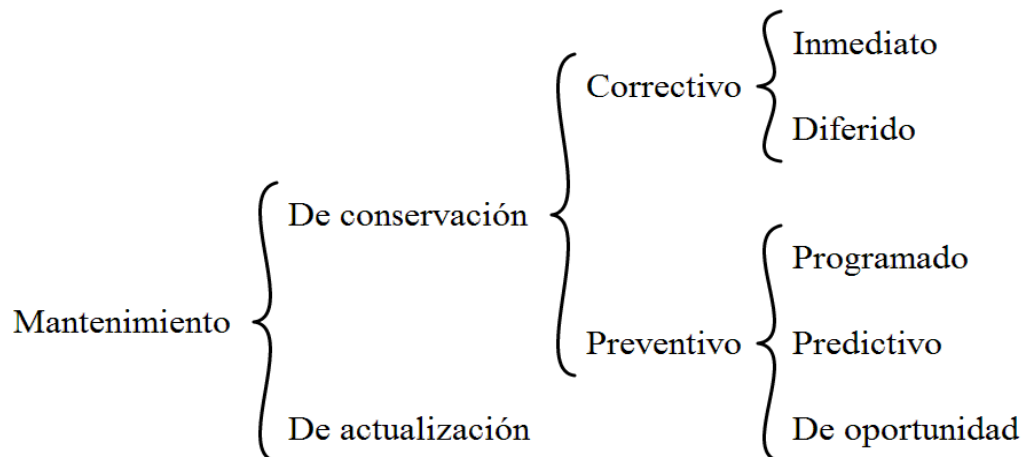 Inmediato
Correctivo
Diferido
De conservación
Programado
Mantenimiento
Preventivo
Predictivo
De actualización
De oportunidad